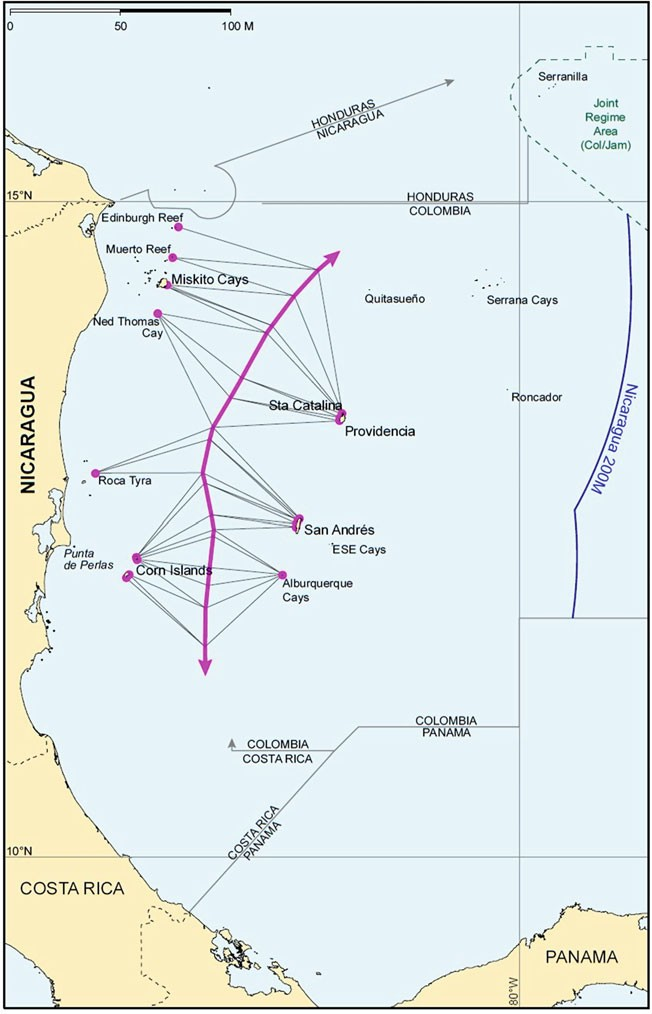 0 50 100 M
Serranilla
HONDURAS
NICARAGUA
Joint
Regime
Area
(Col/Jam)
15°N
HONDURAS
COLOMBIA
Edinburgh Reef
Muerto Reef
Miskito Cays
Quitasueño
Serrana Cays
Ned Thomas
Cay
NICARAGUA
Sta Catalina
Roncador
Providencia
Nicaragua 200M
Roca Tyra
San Andrés
ESE Cays
Punta
de Perlas
Corn Islands
Alburquerque
Cays
COLOMBIA
PANAMA
COLOMBIA
COSTA RICA
COSTA RICA
PANAMA
10°N
COSTA RICA
PANAMA
80°W